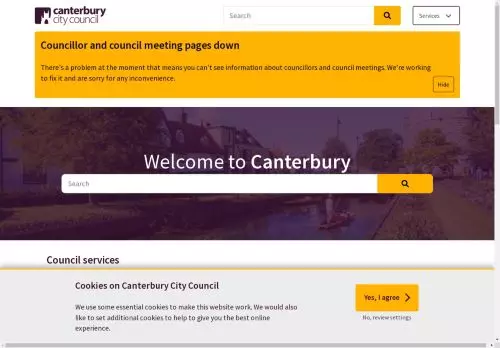 canterbury
city council
Search
Services
Councillor and council meeting pages down
There's a problem at the moment that means you can't see information about councillors and council meetings. We're working
to fix it and are sorry for any inconvenience.
Hide
Welcome to Canterbury
Search
Council services
Cookies on Canterbury City Council
We use some essential cookies to make this website work. We would also
like to set additional cookies to help to give you the best online
experience.
Yes, I agree
No, review settings